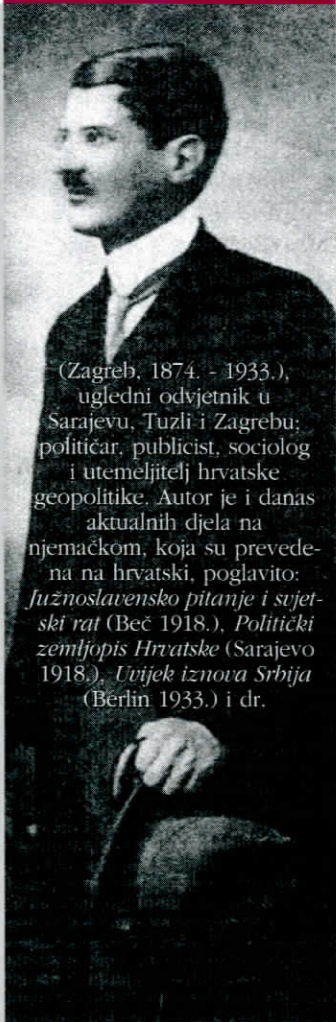 (Zagreb, 1874. - 1933.),
ugledni odvjetnik u
Sarajevu, Tuzli i Zagrebu;
političar, publicist, sociolog
i utemeljitelj hrvatske
geopolitike. Autor je i danas
aktualnih djela na
njemačkom, koja su prevede-
na na hrvatski, poglavito:
Južnoslavensko pitanje i svjet-
ski rat (Beč 1918.), Politički
zemljopis Hrvatske (Sarajevo
1918.), Uvijek iznova Srbija
(Berlin 1933.) i dr.